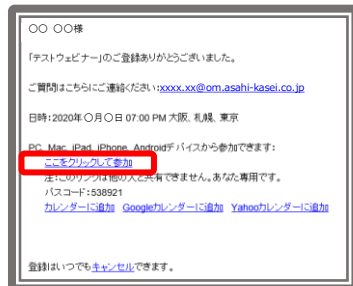 〇〇 〇〇様
「テストウェビナー」のご登録ありがとうございました。
ご質問はこちらにご連絡ください:xxxx.xx@om.asahi-kasei.co.jp
日時:2020年〇月〇日 07:00 PM 大阪、札幌、東京
PC, Mac, iPad, iPhone, Androidデバイスから参加できます:
ここをクリックして参加
注:このリンクは他の人と共有できません。あなた専用です。
パスコード:538921
カレンダーに追加 Googleカレンダーに追加 Yahooカレンダーに追加
登録はいつでもキャンセルできます。